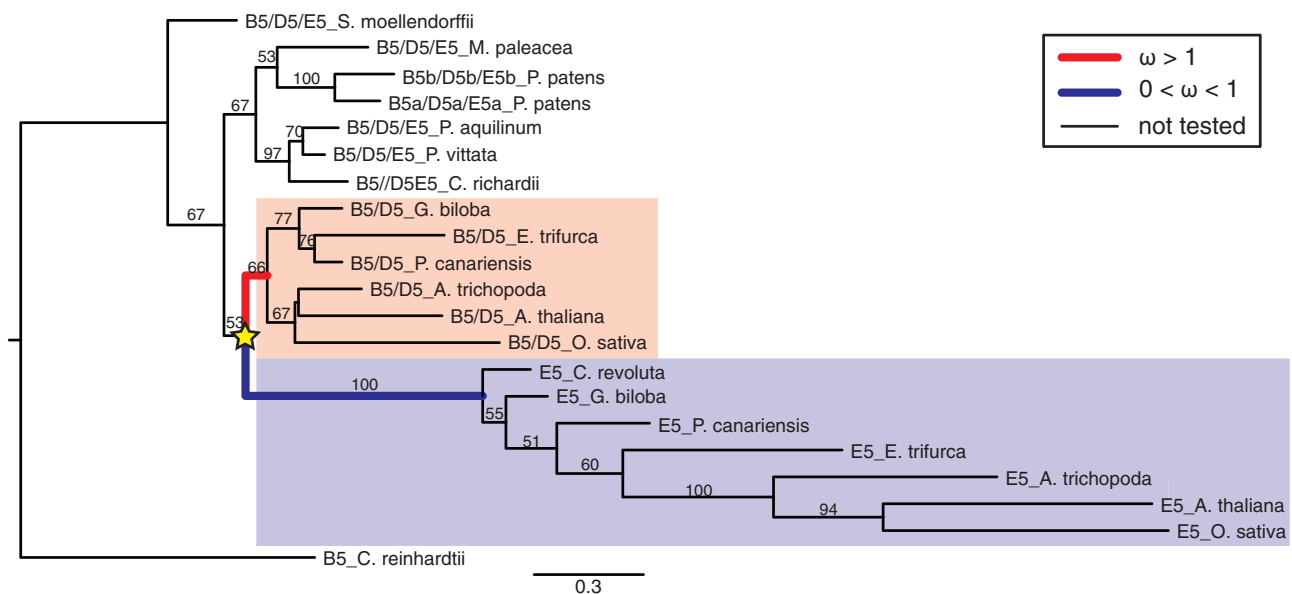 B5/D5/E5_S. moellendorffii
B5/D5/E5_M. paleacea
53
B5b/D5b/E5b_P. patens
100
B5a/D5a/E5a_P. patens
67
B5/D5/E5_P. aquilinum
70
B5/D5/E5_P. vittata
97
B5//D5E5_C. richardii
67
B5/D5_G. biloba
77
B5/D5_E. trifurca
76
B5/D5_P. canariensis
66
B5/D5_A. trichopoda
B5/D5_A. thaliana
67
B5/D5_O. sativa
53
E5_C. revoluta
100
E5_G. biloba
55
E5_P. canariensis
51
E5_E. trifurca
60
E5_A. trichopoda
100
E5_A. thaliana
94
E5_O. sativa
B5_C. reinhardtii
0.3
ω > 1
0 < ω < 1
not tested